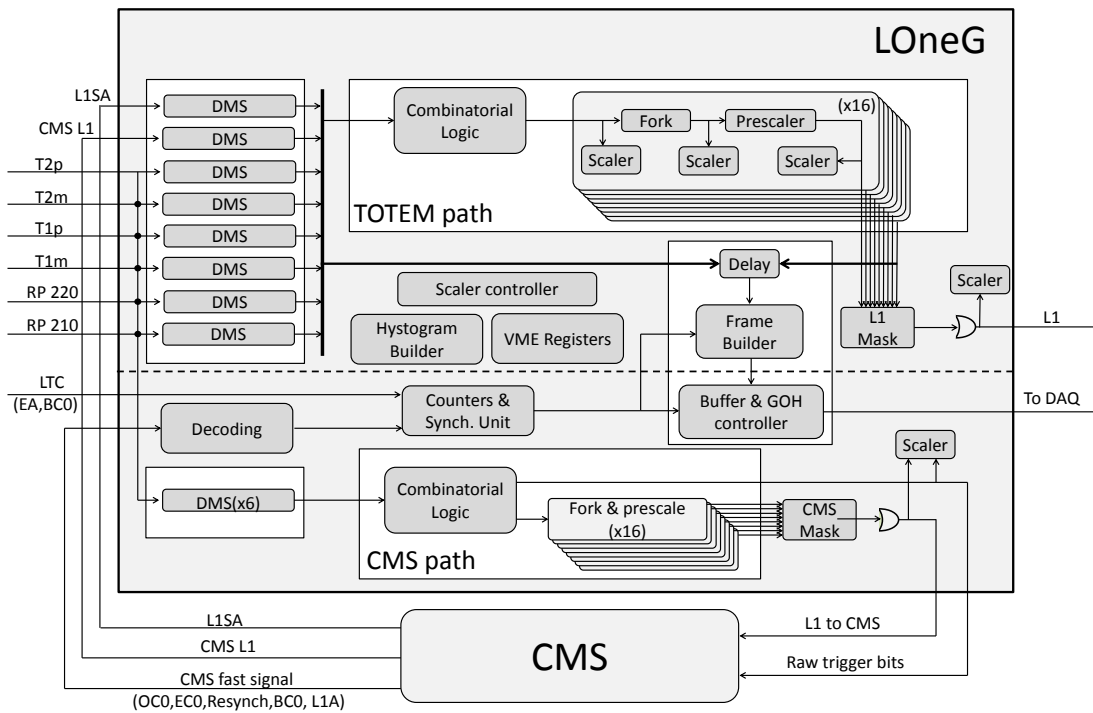 LOneG
L1SA
CMS L1
T2p
T2m
T1p
T1m
RP 220
RP 210
LTC
(EA,BC0)
DMS
DMS
DMS
DMS
DMS
DMS
DMS
DMS
Combinatorial
Logic
(x16)
Fork
Prescaler
Scaler
Scaler
Scaler
TOTEM path
Delay
Scaler controller
Hystogram
Builder
VME Registers
Frame
Builder
L1
Mask
Scaler
L1
Decoding
Counters &
Synch. Unit
Buffer & GOH
controller
To DAQ
DMS(x6)
Combinatorial
Logic
Fork & prescale
(x16)
CMS path
CMS
Mask
Scaler
L1SA
CMS L1
CMS fast signal
(OC0,EC0,Resynch,BC0, L1A)
CMS
L1 to CMS
Raw trigger bits